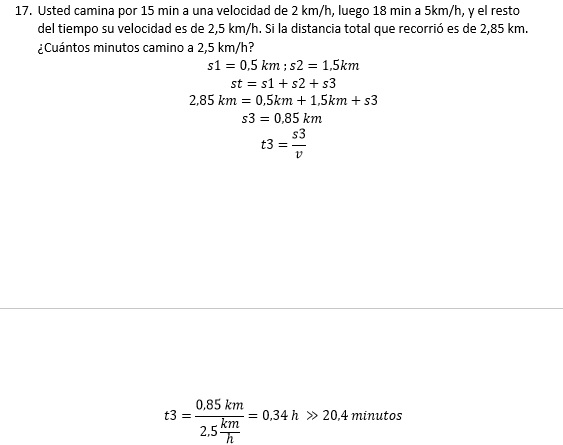 17. Usted camina por 15 min a una velocidad de 2 km/h, luego 18 min a 5km/h, y el resto
del tiempo su velocidad es de 2,5 km/h. Si la distancia total que recorrió es de 2,85 km.
¿Cuántos minutos camino a 2,5 km/h?
s1 = 0,5 km ; s2 = 1,5km
st = s1 + s2 + s3
2,85 km = 0,5km + 1,5km + s3
s3 = 0,85 km
t3 = s3/v
t3 = 0,85 km / 2,5 km/h = 0,34 h ≫ 20,4 minutos